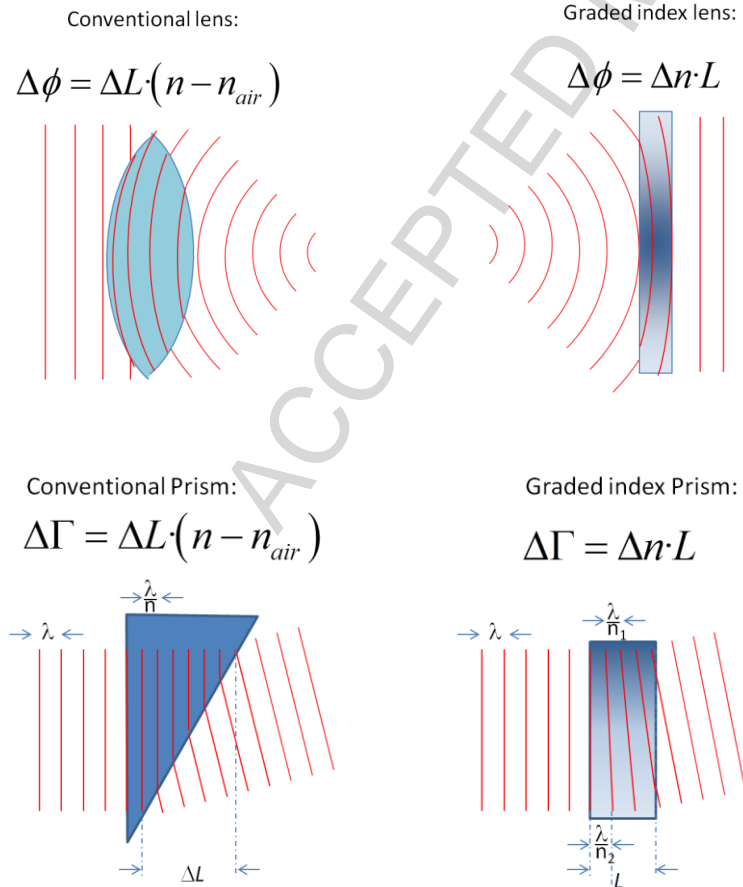 Conventional lens:
Graded index lens:
Δϕ = ΔL·(n − n_air)
Δϕ = Δn·L
ACCEPTED M
Conventional Prism:
Graded index Prism:
ΔΓ = ΔL·(n − n_air)
ΔΓ = Δn·L
λ
λ/n
λ
λ/n₁
ΔL
λ/n₂
L